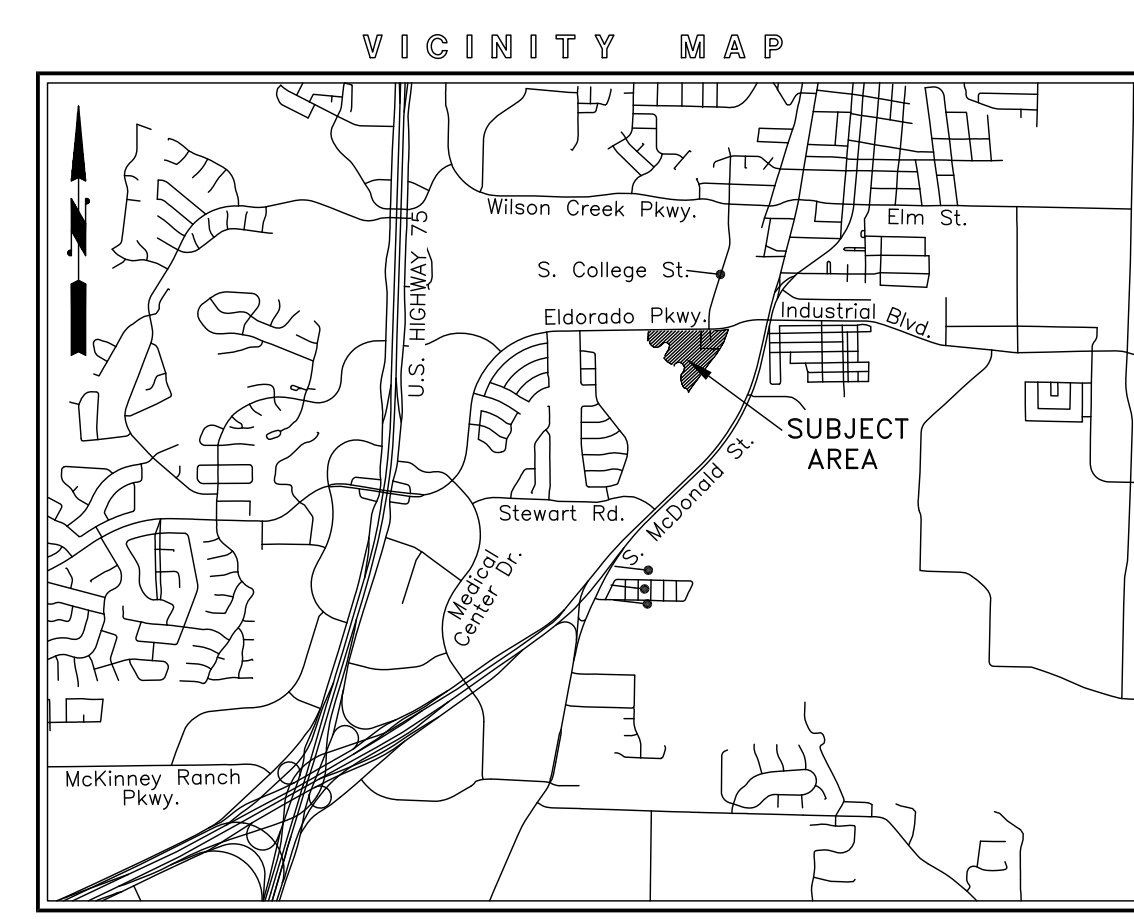 VICINITY MAP
N
Wilson Creek Pkwy.
Elm St.
U.S. HIGHWAY 75
S. College St.
Eldorado Pkwy.
Industrial Blvd.
SUBJECT
AREA
S. McDonald St.
Stewart Rd.
Medical
Center Dr.
McKinney Ranch
Pkwy.